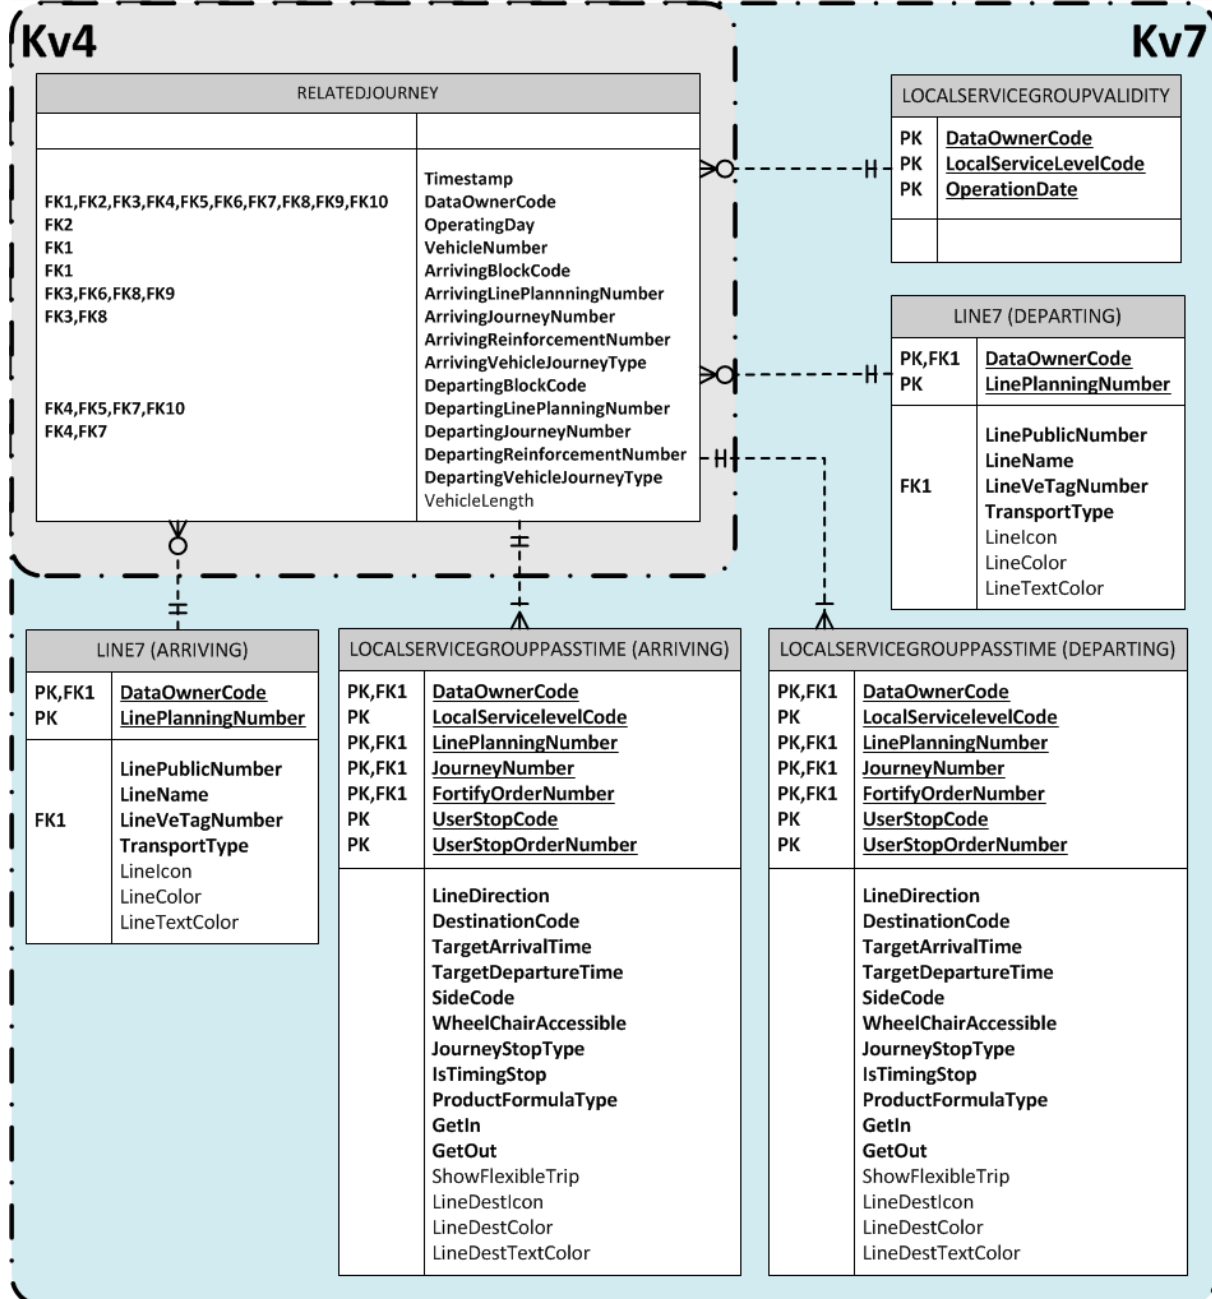 Kv4
Kv7
RELATEDJOURNEY
Timestamp
FK1,FK2,FK3,FK4,FK5,FK6,FK7,FK8,FK9,FK10 DataOwnerCode
FK2 OperatingDay
FK1 VehicleNumber
FK1 ArrivingBlockCode
FK3,FK6,FK8,FK9 ArrivingLinePlannningNumber
FK3,FK8 ArrivingJourneyNumber
ArrivingReinforcementNumber
ArrivingVehicleJourneyType
DepartingBlockCode
FK4,FK5,FK7,FK10 DepartingLinePlanningNumber
FK4,FK7 DepartingJourneyNumber
DepartingReinforcementNumber
DepartingVehicleJourneyType
VehicleLength
LOCALSERVICEGROUPVALIDITY
PK DataOwnerCode
PK LocalServiceLevelCode
PK OperationDate
LINE7 (DEPARTING)
PK,FK1 DataOwnerCode
PK LinePlanningNumber
LinePublicNumber
LineName
FK1 LineVeTagNumber
TransportType
LineIcon
LineColor
LineTextColor
LINE7 (ARRIVING)
PK,FK1 DataOwnerCode
PK LinePlanningNumber
LinePublicNumber
LineName
FK1 LineVeTagNumber
TransportType
LineIcon
LineColor
LineTextColor
LOCALSERVICEGROUPPASSTIME (ARRIVING)
PK,FK1 DataOwnerCode
PK LocalServicelevelCode
PK,FK1 LinePlanningNumber
PK,FK1 JourneyNumber
PK,FK1 FortifyOrderNumber
PK UserStopCode
PK UserStopOrderNumber
LineDirection
DestinationCode
TargetArrivalTime
TargetDepartureTime
SideCode
WheelChairAccessible
JourneyStopType
IsTimingStop
ProductFormulaType
GetIn
GetOut
ShowFlexibleTrip
LineDestIcon
LineDestColor
LineDestTextColor
LOCALSERVICEGROUPPASSTIME (DEPARTING)
PK,FK1 DataOwnerCode
PK LocalServicelevelCode
PK,FK1 LinePlanningNumber
PK,FK1 JourneyNumber
PK,FK1 FortifyOrderNumber
PK UserStopCode
PK UserStopOrderNumber
LineDirection
DestinationCode
TargetArrivalTime
TargetDepartureTime
SideCode
WheelChairAccessible
JourneyStopType
IsTimingStop
ProductFormulaType
GetIn
GetOut
ShowFlexibleTrip
LineDestIcon
LineDestColor
LineDestTextColor